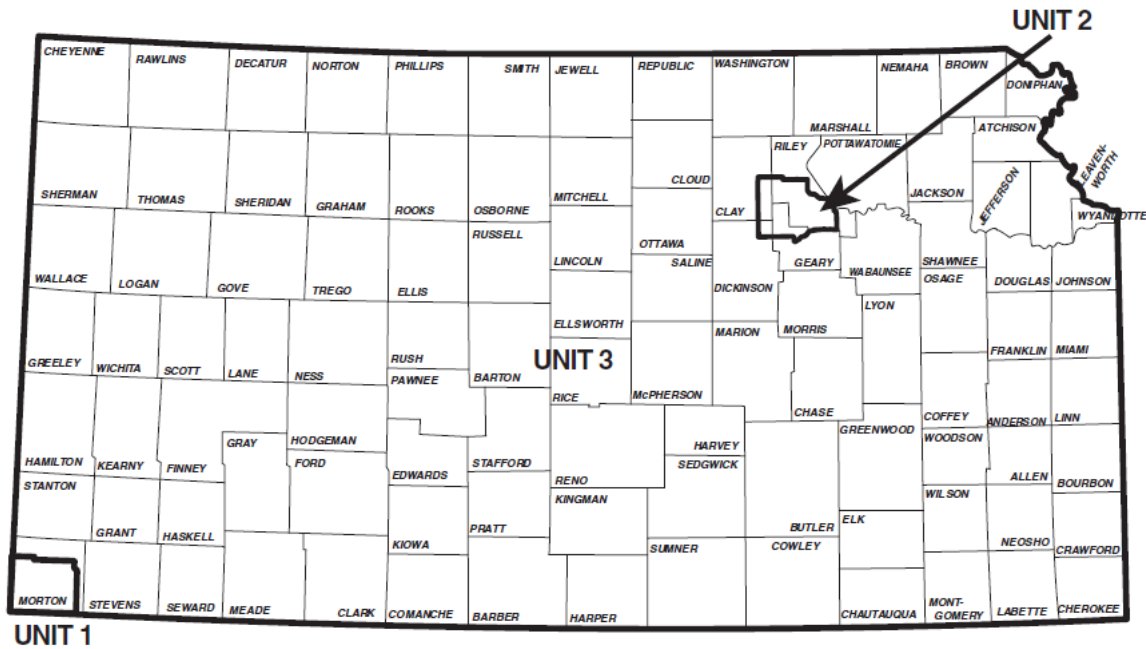 UNIT 2
CHEYENNE
RAWLINS
DECATUR
NORTON
PHILLIPS
SMITH
JEWELL
REPUBLIC
WASHINGTON
NEMAHA
BROWN
DONIPHAN
MARSHALL
ATCHISON
RILEY
POTTAWATOMIE
SHERMAN
THOMAS
SHERIDAN
GRAHAM
ROOKS
OSBORNE
MITCHELL
CLOUD
CLAY
JACKSON
JEFFERSON
LEAVEN-
WORTH
WYANDOTTE
RUSSELL
WALLACE
LOGAN
GOVE
TREGO
ELLIS
LINCOLN
OTTAWA
SALINE
DICKINSON
GEARY
WABAUNSEE
SHAWNEE
OSAGE
DOUGLAS
JOHNSON
LYON
GREELEY
WICHITA
SCOTT
LANE
NESS
RUSH
PAWNEE
BARTON
ELLSWORTH
UNIT 3
RICE
McPHERSON
MARION
MORRIS
CHASE
FRANKLIN
MIAMI
COFFEY
ANDERSON
LINN
HAMILTON
KEARNY
FINNEY
GRAY
HODGEMAN
FORD
EDWARDS
STAFFORD
RENO
KINGMAN
HARVEY
SEDGWICK
GREENWOOD
WOODSON
ALLEN
BOURBON
STANTON
GRANT
HASKELL
KIOWA
PRATT
SUMNER
BUTLER
COWLEY
ELK
WILSON
NEOSHO
CRAWFORD
MORTON
STEVENS
SEWARD
MEADE
CLARK
COMANCHE
BARBER
HARPER
CHAUTAUQUA
MONT-
GOMERY
LABETTE
CHEROKEE
UNIT 1